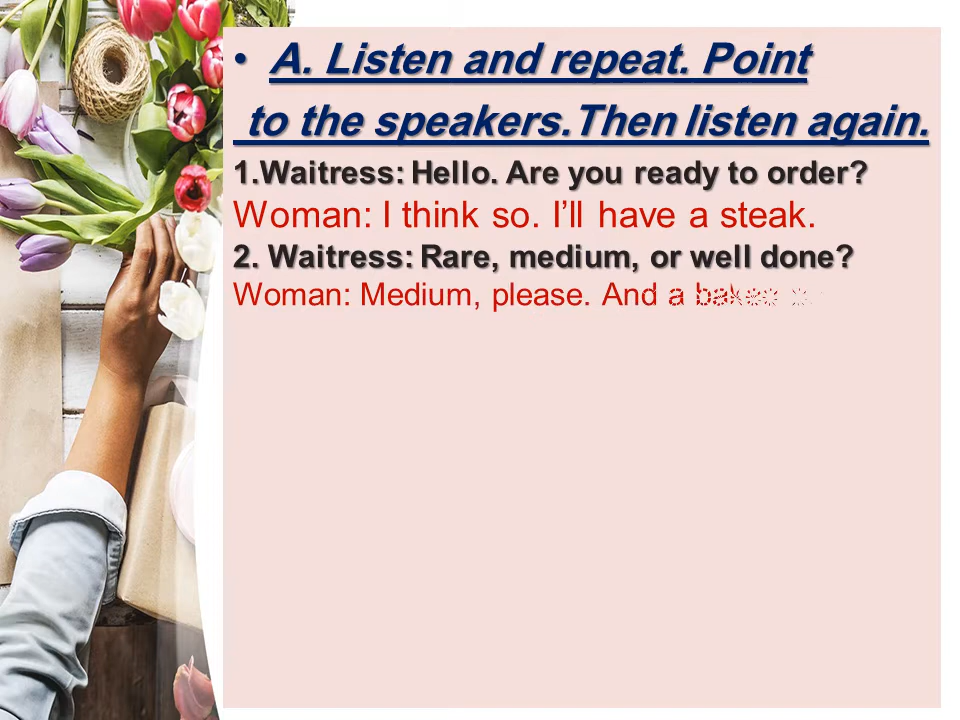 • A. Listen and repeat. Point
to the speakers.Then listen again.
1.Waitress: Hello. Are you ready to order?
Woman: I think so. I’ll have a steak.
2. Waitress: Rare, medium, or well done?
Woman: Medium, please. And a